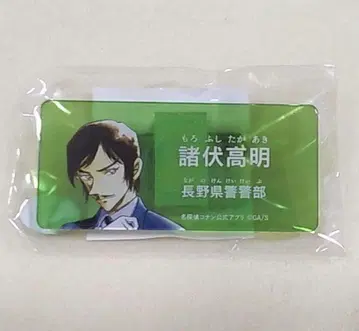 もろ ふし たか あき
諸伏高明
なが の けん けい けい ぶ
長野県警警部
名探偵コナン公式アプリ ©GA/S